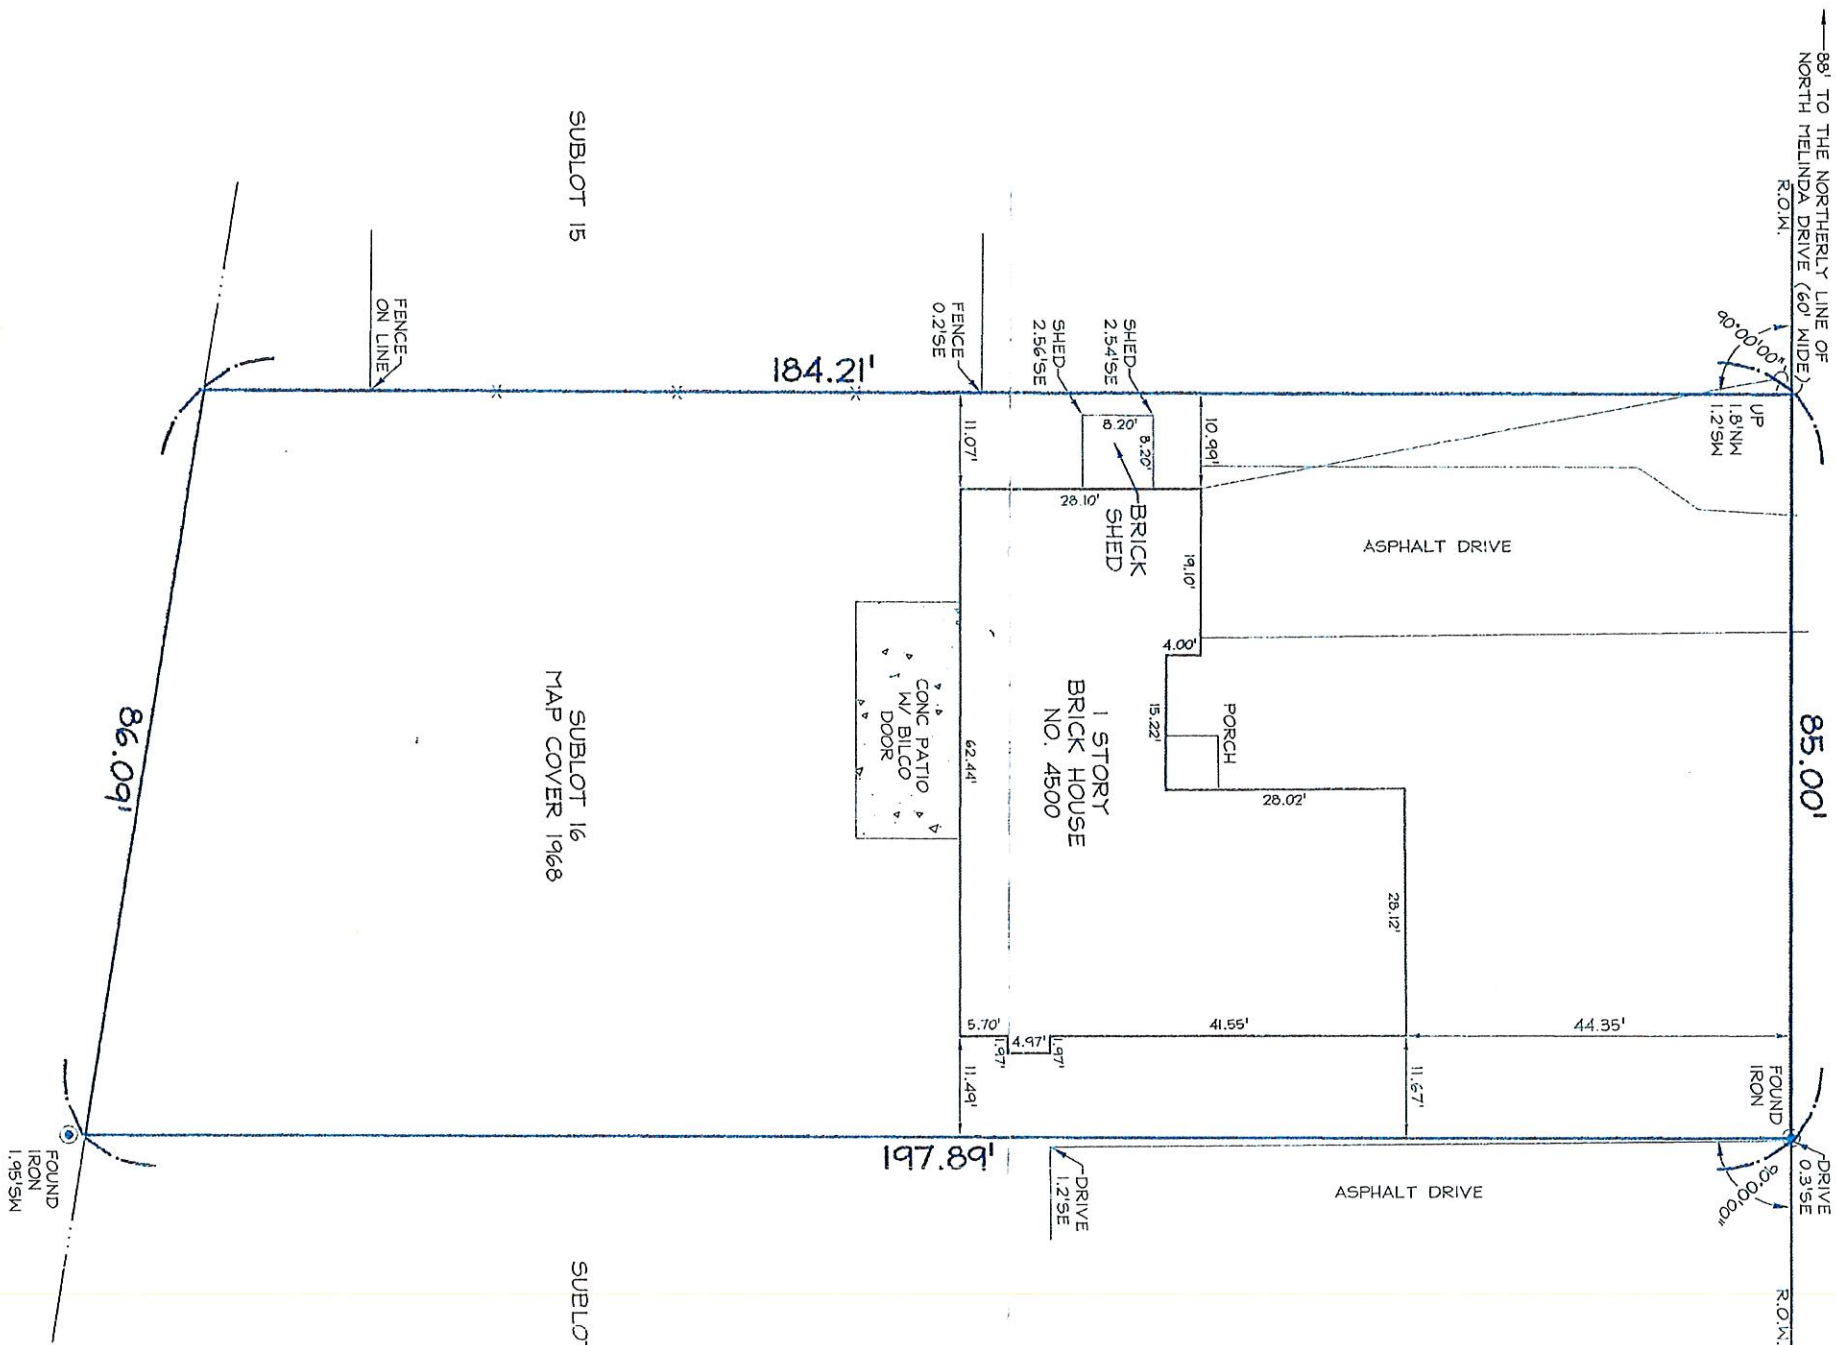 88' TO THE NORTHERLY LINE OF
NORTH MELINDA DRIVE (60' WIDE)
R.O.W.
90°00'00"
UP
1.8'NW
1.2'SW
85.00'
FOUND
IRON
DRIVE
0.3'SE
90°00'00"
R.O.W.
ASPHALT DRIVE
44.35'
ASPHALT DRIVE
SHED
2.54'SE
SHED
2.56'SE
10.99'
8.20'
8.20'
BRICK
SHED
28.10'
19.10'
4.00'
15.22'
PORCH
28.02'
28.12'
41.55'
11.67'
1 STORY
BRICK HOUSE
NO. 4500
1.97'
4.97'
1.97'
5.70'
DRIVE
1.2'SE
FENCE
0.2'SE
11.07'
62.44'
11.49'
CONC PATIO
W/ BILCO
DOOR
184.21'
197.89'
SUBLOT 15
SUBLOT 16
MAP COVER 1968
SUBLOT
FENCE
ON LINE
86.09'
FOUND
IRON
1.95'SW